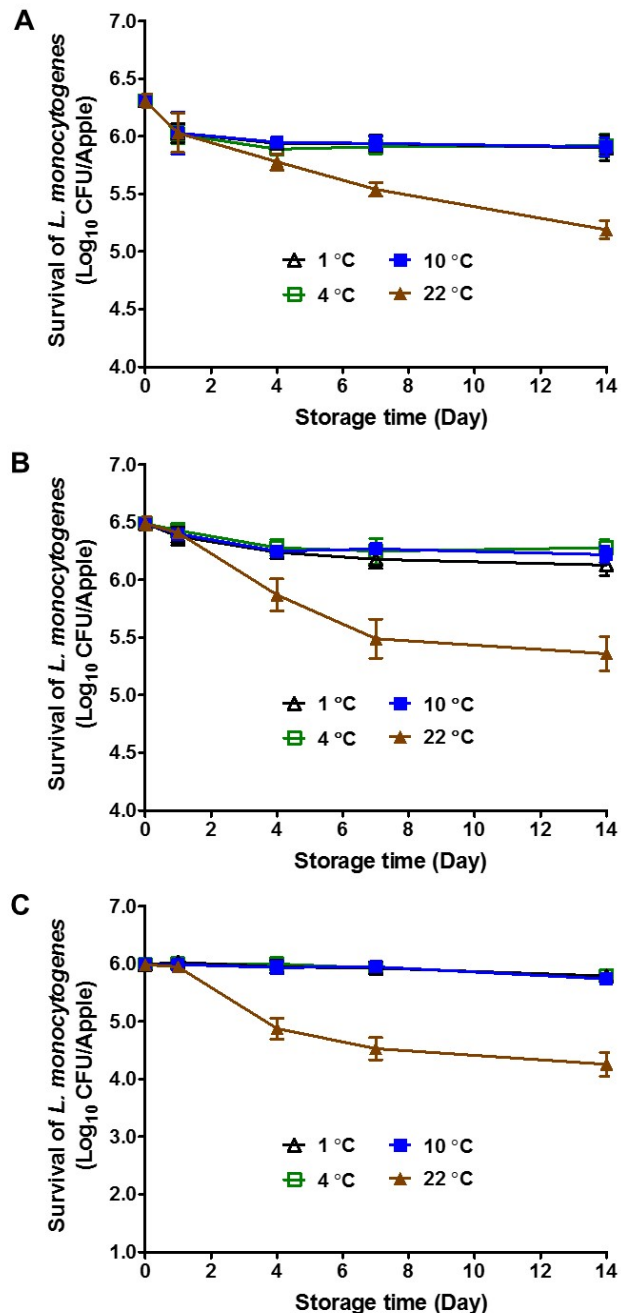 A
7.0
6.5
6.0
5.5
5.0
4.5
4.0
Survival of L. monocytogenes
(Log10 CFU/Apple)
1 °C 10 °C
4 °C 22 °C
0 2 4 6 8 10 12 14
Storage time (Day)
B
7.0
6.5
6.0
5.5
5.0
4.5
4.0
Survival of L. monocytogenes
(Log10 CFU/Apple)
1 °C 10 °C
4 °C 22 °C
0 2 4 6 8 10 12 14
Storage time (Day)
C
7.0
6.0
5.0
4.0
3.0
2.0
1.0
Survival of L. monocytogenes
(Log10 CFU/Apple)
1 °C 10 °C
4 °C 22 °C
0 2 4 6 8 10 12 14
Storage time (Day)